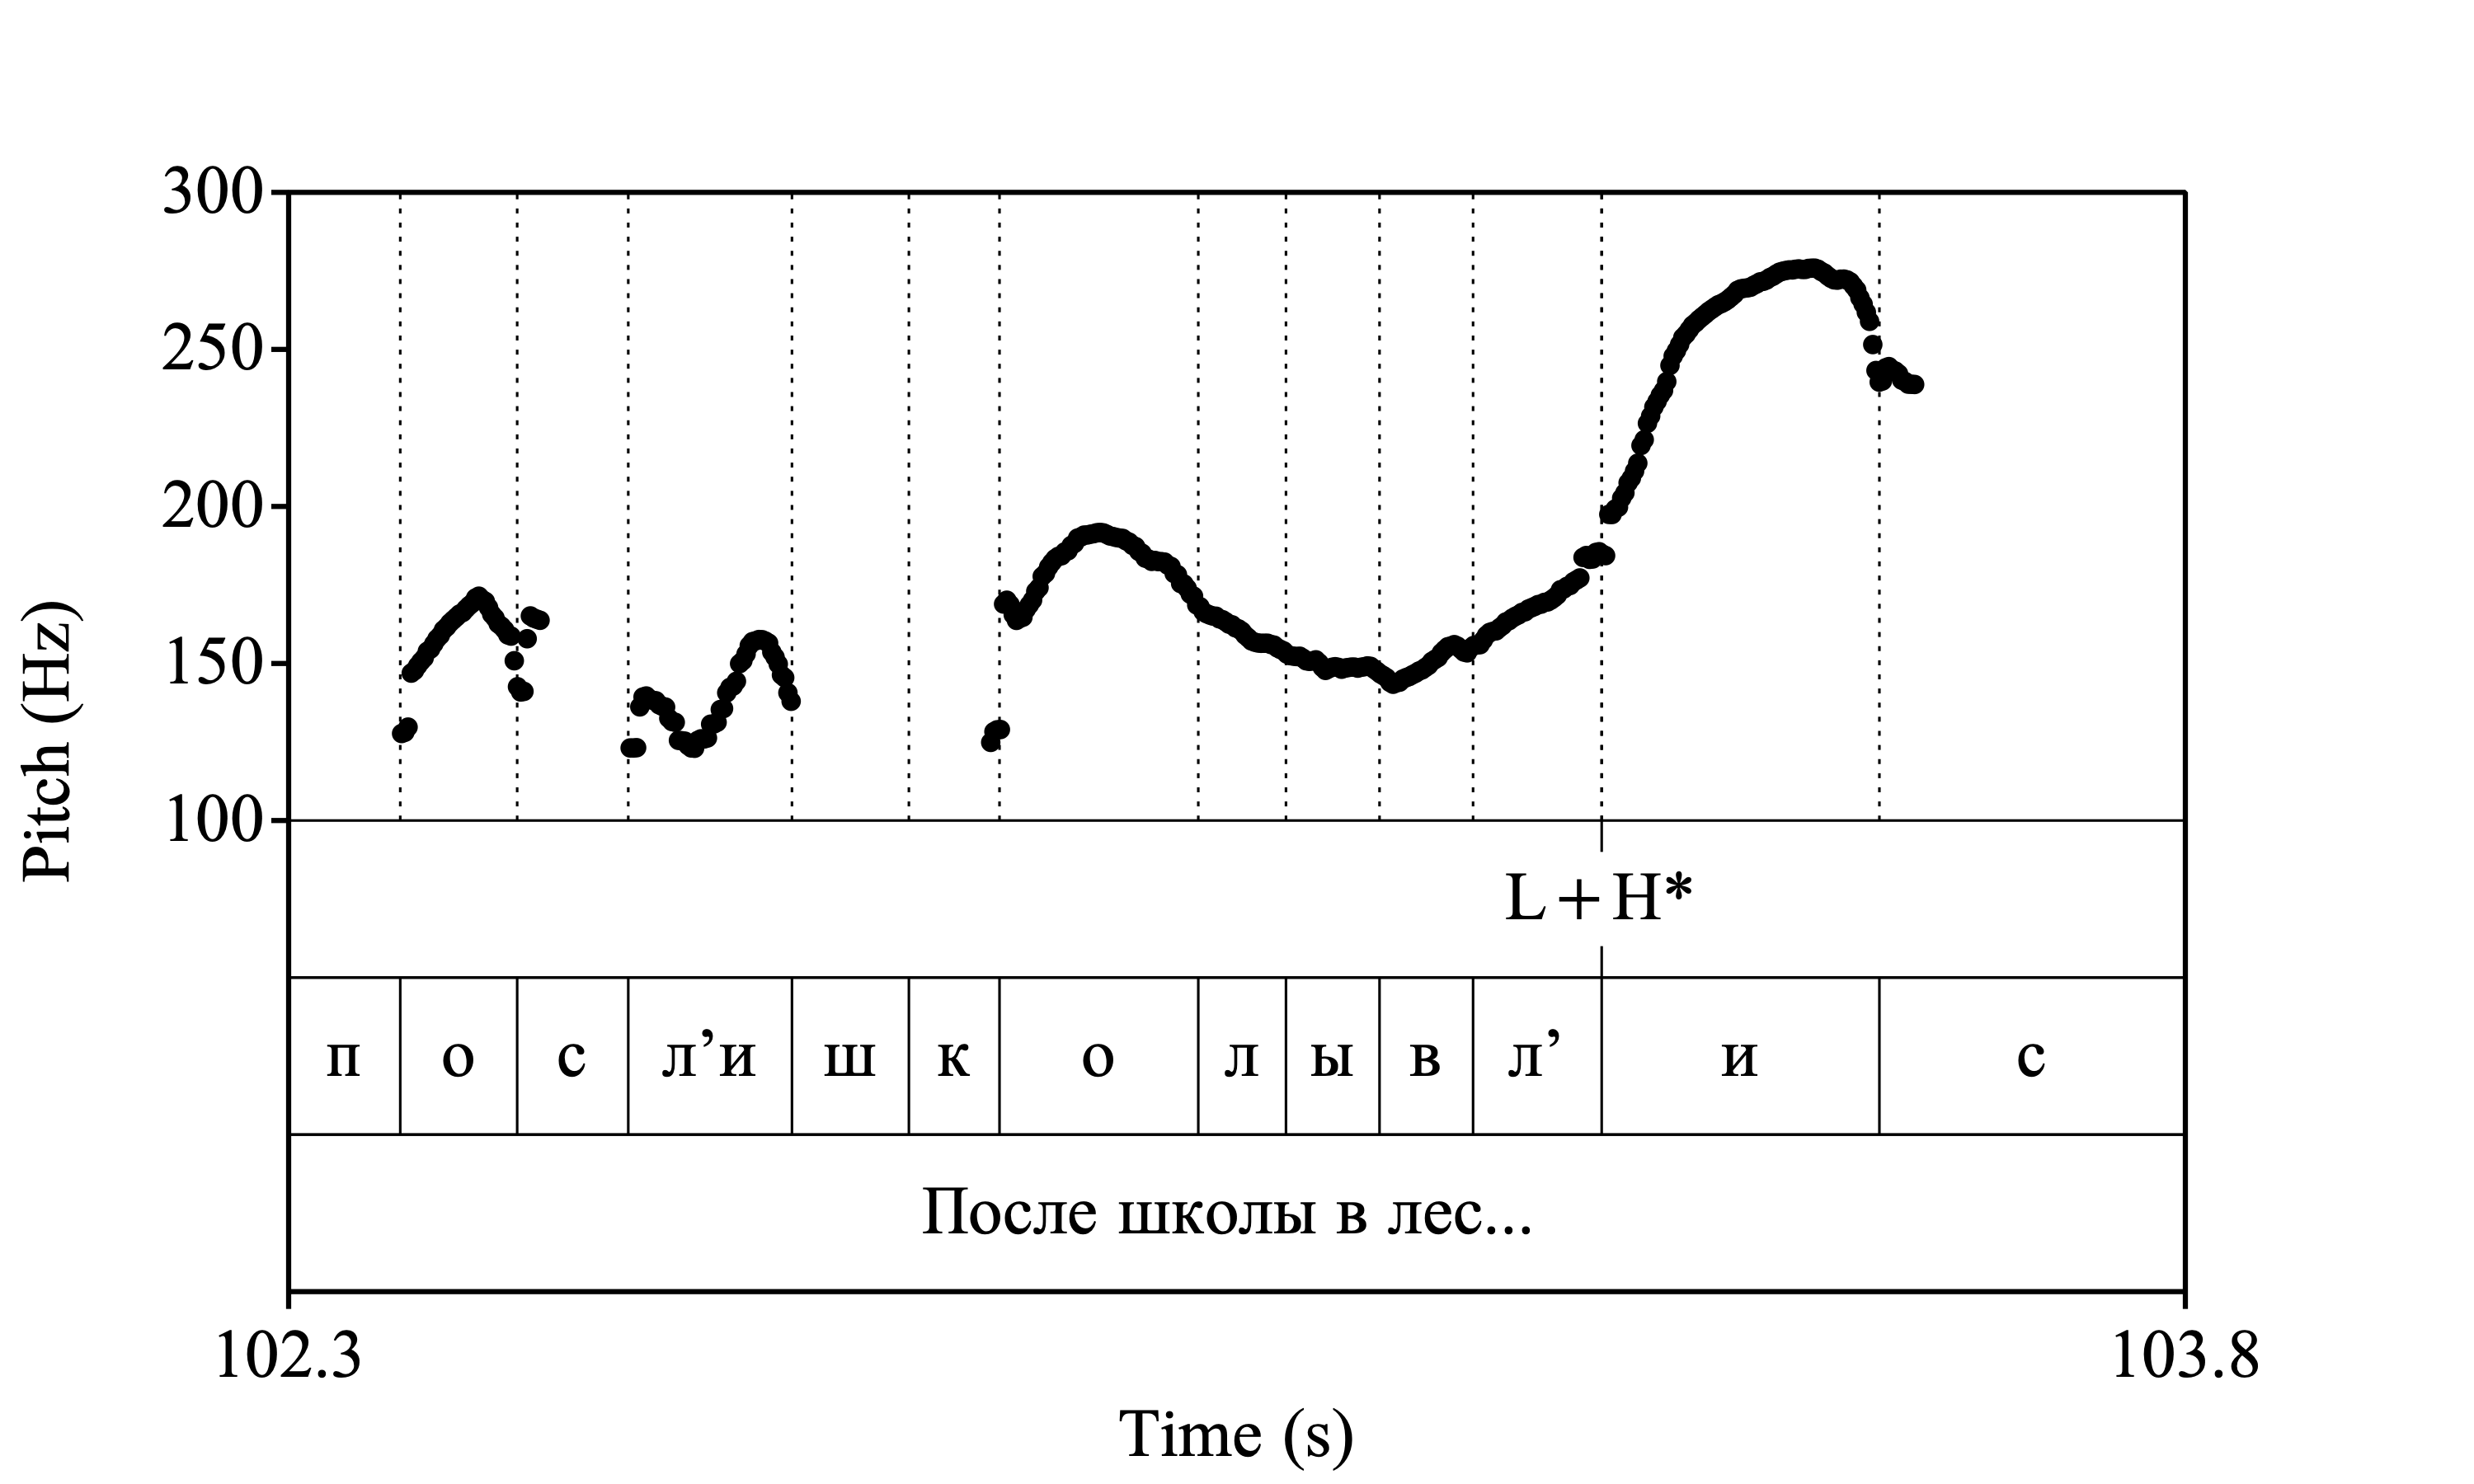 300
250
200
150
100
Pitch (Hz)
L+H*
п о с л’и ш к о л ы в л’ и с
После школы в лес...
102.3 103.8
Time (s)